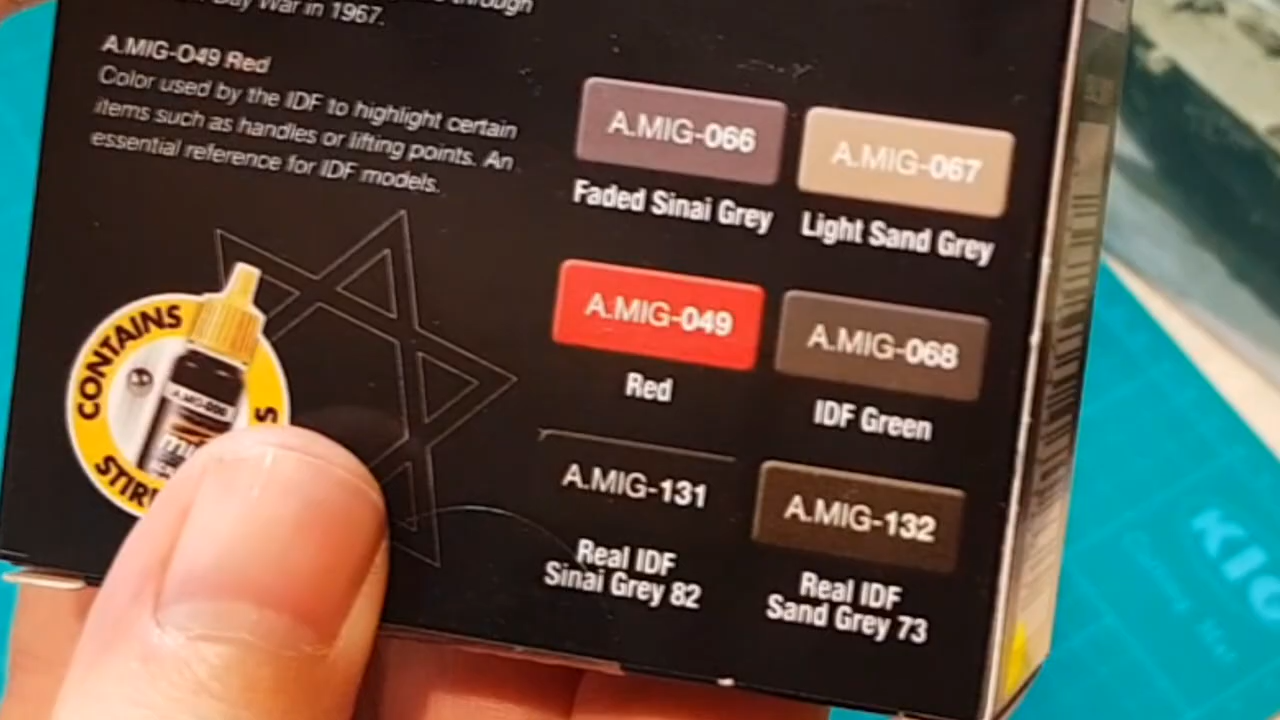 through
Day War in 1967.
A.MIG-049 Red
Color used by the IDF to highlight certain
items such as handles or lifting points. An
essential reference for IDF models.
CONTAINS
A.MIG-066
Faded Sinai Grey
A.MIG-067
Light Sand Grey
A.MIG-049
Red
A.MIG-068
IDF Green
A.MIG-131
Real IDF
Sinai Grey 82
A.MIG-132
Real IDF
Sand Grey 73